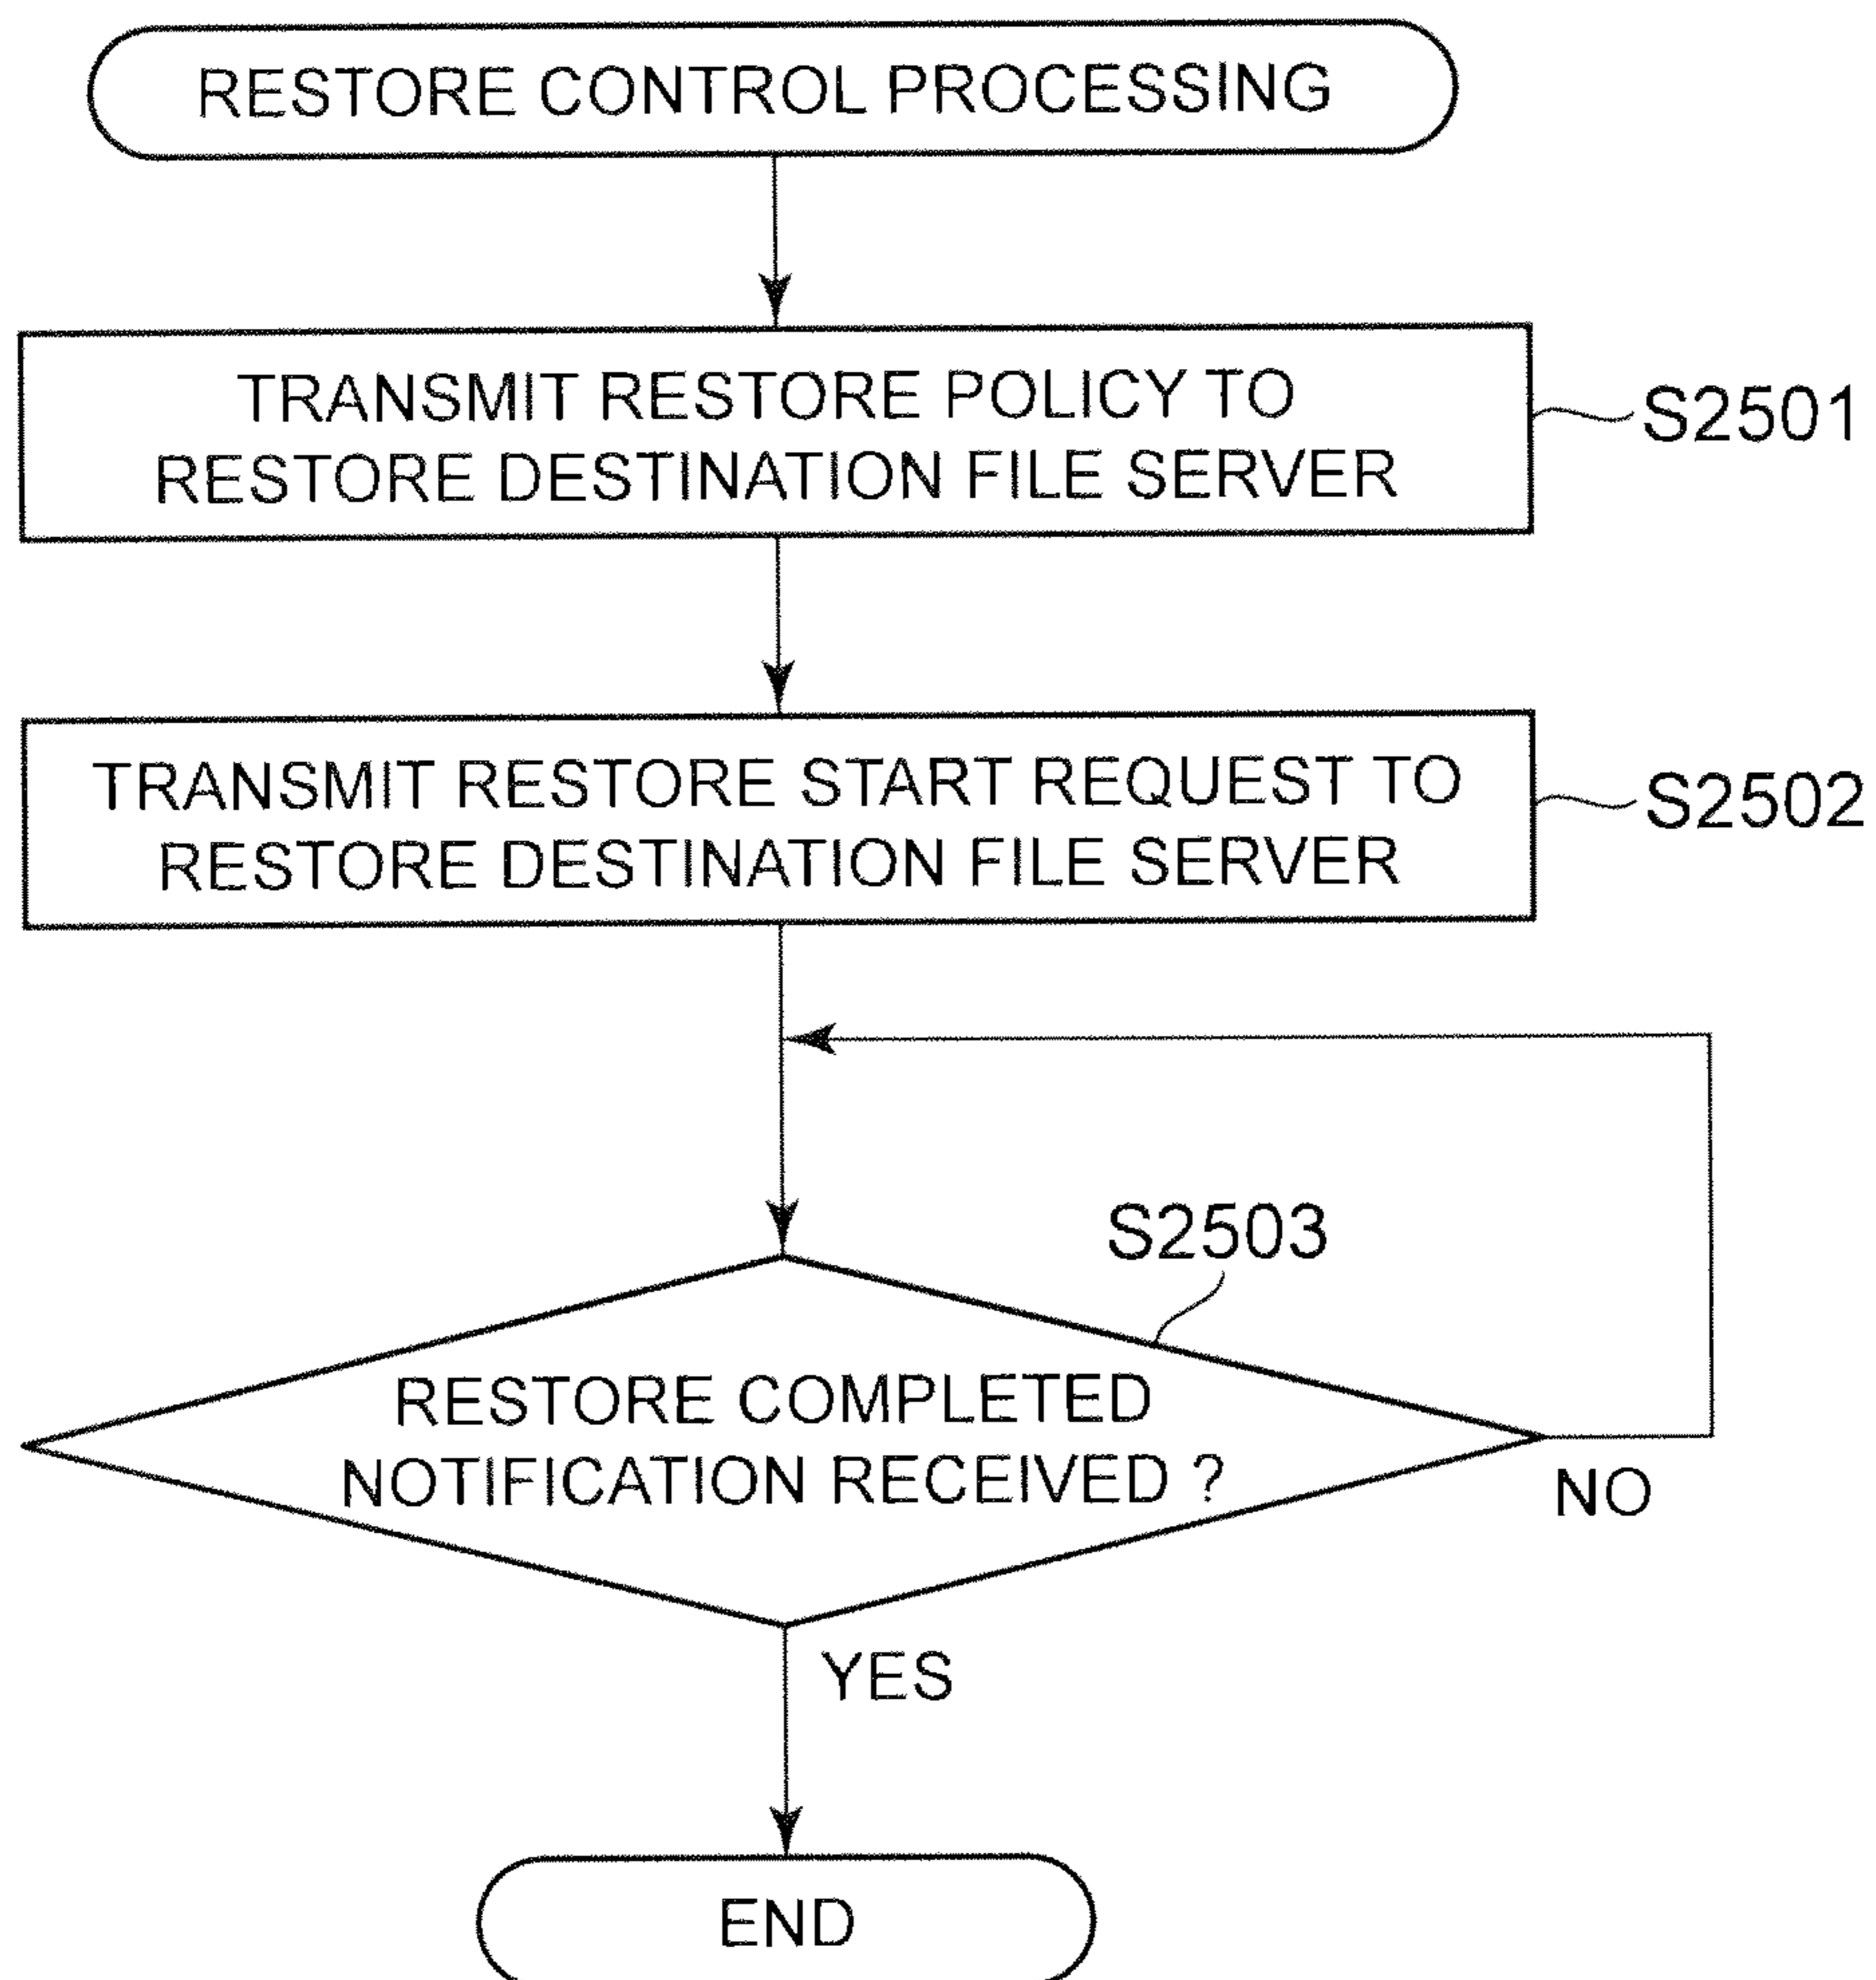 RESTORE CONTROL PROCESSING
TRANSMIT RESTORE POLICY TO
RESTORE DESTINATION FILE SERVER
S2501
TRANSMIT RESTORE START REQUEST TO
RESTORE DESTINATION FILE SERVER
S2502
S2503
RESTORE COMPLETED
NOTIFICATION RECEIVED ?
NO
YES
END